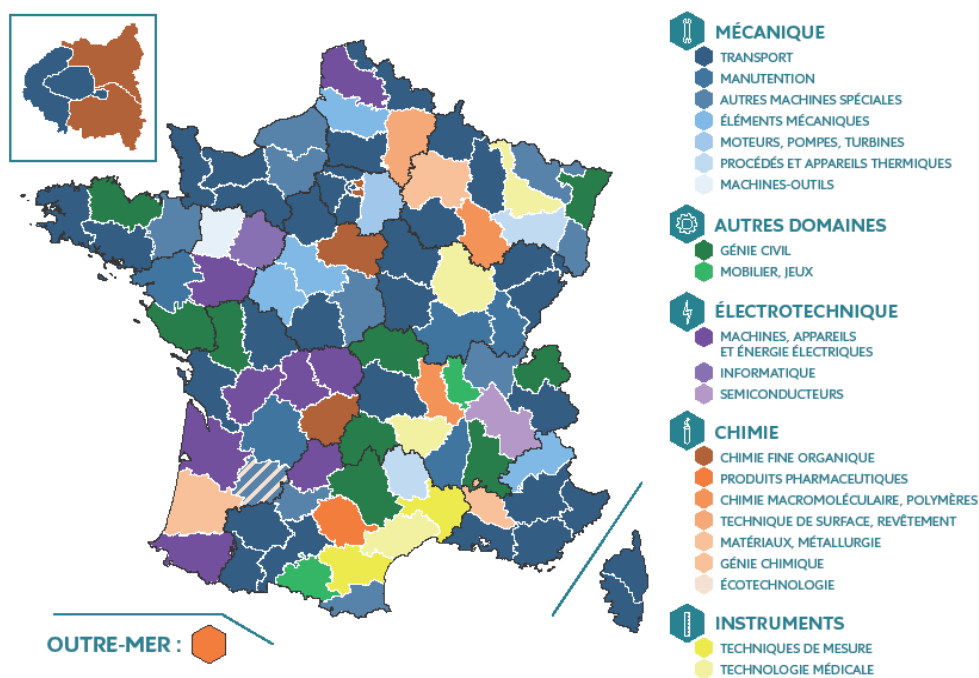 MÉCANIQUE
TRANSPORT
MANUTENTION
AUTRES MACHINES SPÉCIALES
ÉLÉMENTS MÉCANIQUES
MOTEURS, POMPES, TURBINES
PROCÉDÉS ET APPAREILS THERMIQUES
MACHINES-OUTILS
AUTRES DOMAINES
GÉNIE CIVIL
MOBILIER, JEUX
ÉLECTROTECHNIQUE
MACHINES, APPAREILS
ET ÉNERGIE ÉLECTRIQUES
INFORMATIQUE
SEMICONDUCTEURS
CHIMIE
CHIMIE FINE ORGANIQUE
PRODUITS PHARMACEUTIQUES
CHIMIE MACROMOLÉCULAIRE, POLYMÈRES
TECHNIQUE DE SURFACE, REVÊTEMENT
MATÉRIAUX, MÉTALLURGIE
GÉNIE CHIMIQUE
ÉCOTECHNOLOGIE
INSTRUMENTS
TECHNIQUES DE MESURE
TECHNOLOGIE MÉDICALE
OUTRE-MER :